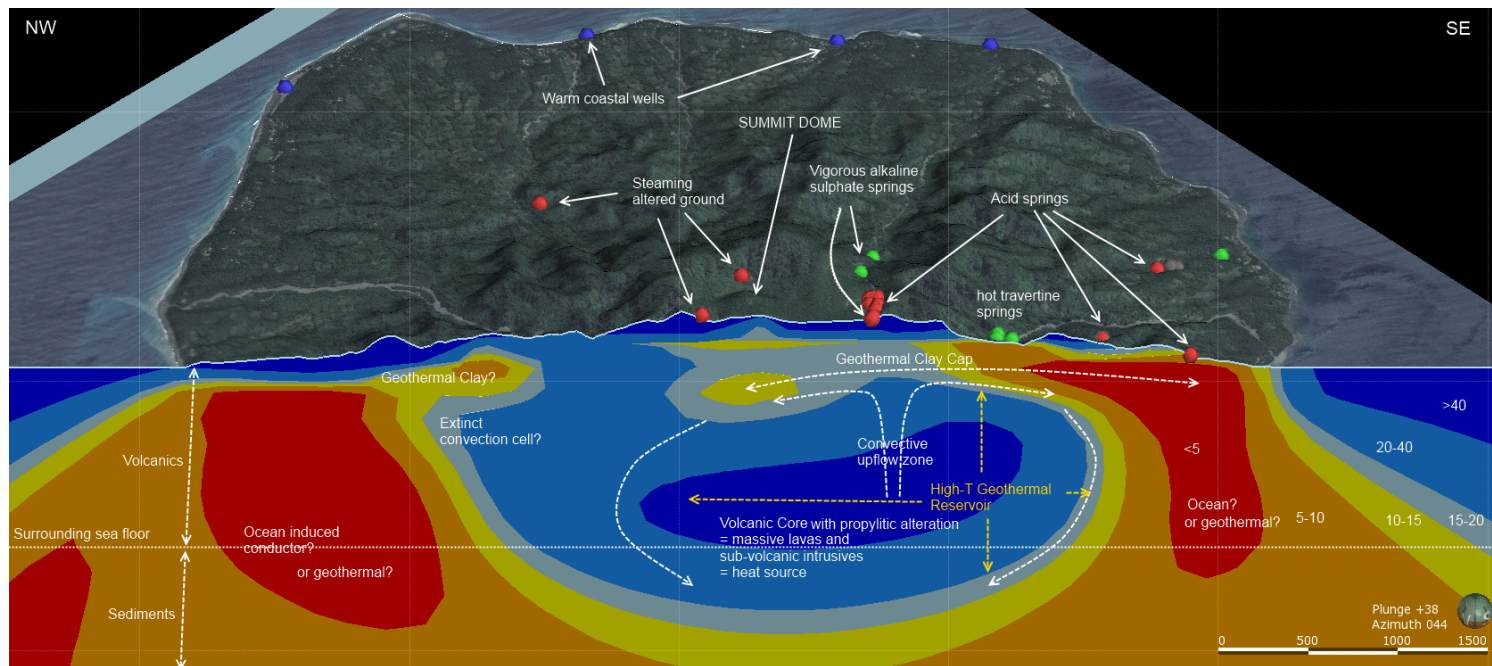 NW
SE
Warm coastal wells
SUMMIT DOME
Steaming
altered ground
Vigorous alkaline
sulphate springs
Acid springs
hot travertine
springs
Geothermal Clay Cap
Geothermal Clay?
Extinct
convection cell?
Convective
upflow zone
Volcanics
>40
20-40
<5
High-T Geothermal
Reservoir
Ocean?
or geothermal?
5-10
10-15
15-20
Surrounding sea floor
Ocean induced
conductor?
or geothermal?
Volcanic Core with propylitic alteration
= massive lavas and
sub-volcanic intrusives
= heat source
Sediments
Plunge +38
Azimuth 044
0
500
1000
1500